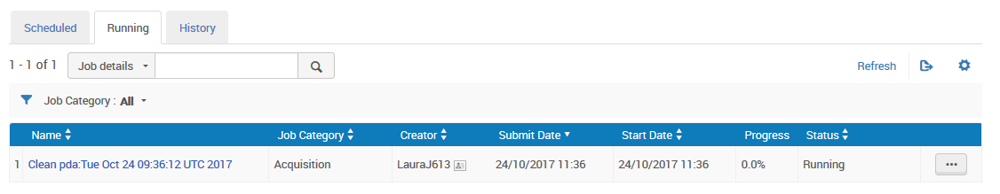 Scheduled Running History
1 - 1 of 1 Job details Refresh
Job Category : All
Name Job Category Creator Submit Date Start Date Progress Status
1 Clean pda:Tue Oct 24 09:36:12 UTC 2017 Acquisition LauraJ613 24/10/2017 11:36 24/10/2017 11:36 0.0% Running